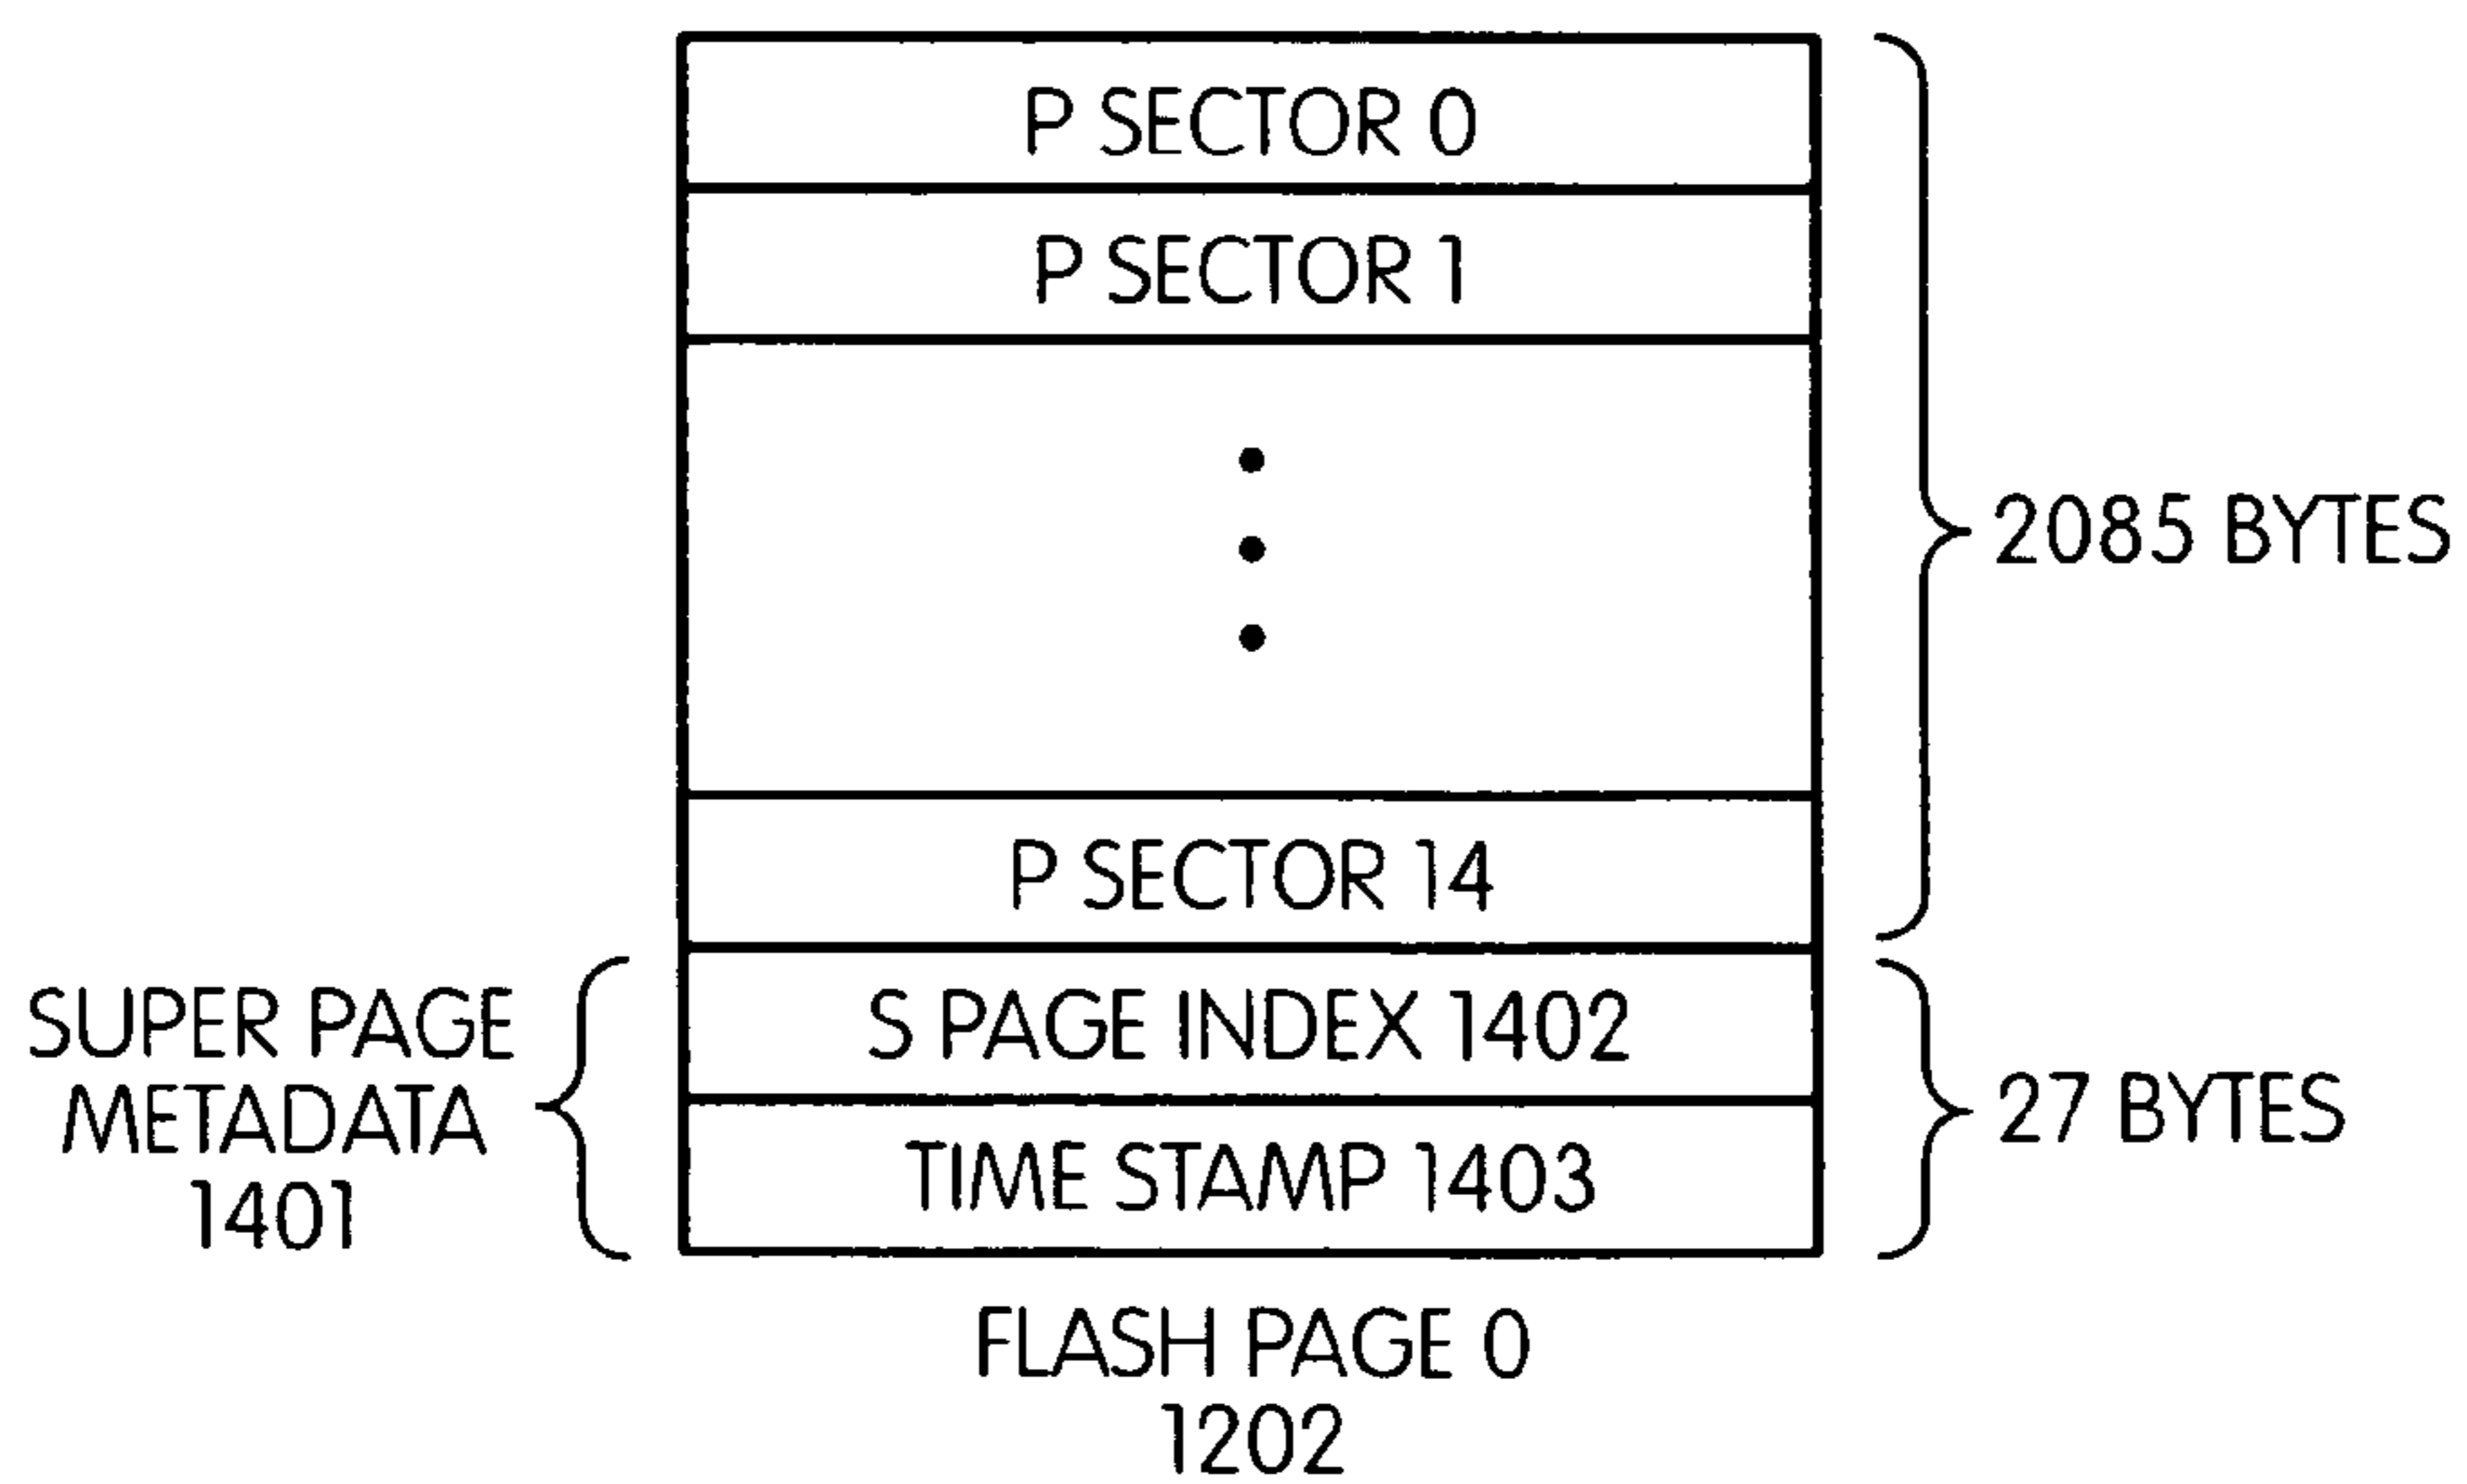 P SECTOR 0
P SECTOR 1
P SECTOR 14
2085 BYTES
SUPER PAGE
METADATA
1401
S PAGE INDEX 1402
TIME STAMP 1403
27 BYTES
FLASH PAGE 0
1202